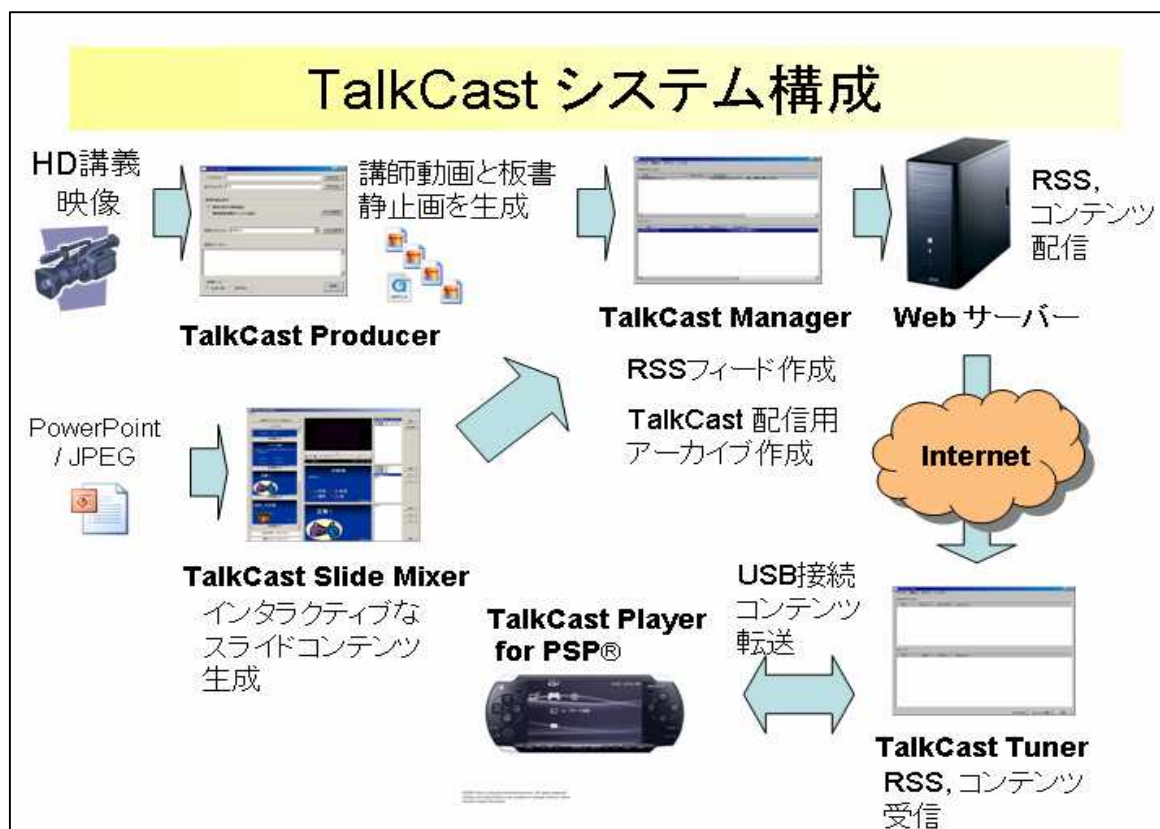 TalkCast システム構成
HD講義
映像
講師動画と板書
静止画を生成
RSS,
コンテンツ
配信
TalkCast Producer
TalkCast Manager
Web サーバー
RSSフィード作成
TalkCast 配信用
アーカイブ作成
PowerPoint
/ JPEG
Internet
TalkCast Slide Mixer
インタラクティブな
スライドコンテンツ
生成
TalkCast Player
for PSP®
USB接続
コンテンツ
転送
TalkCast Tuner
RSS, コンテンツ
受信